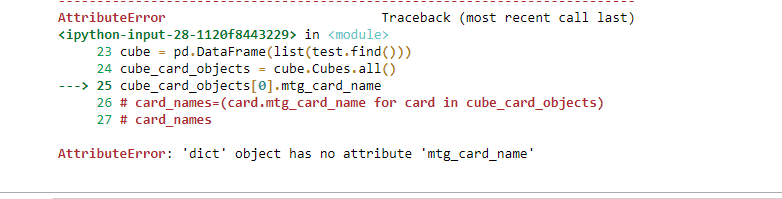 ---------------------------------------------------------------------------
AttributeError                            Traceback (most recent call last)
<ipython-input-28-1120f8443229> in <module>
     23 cube = pd.DataFrame(list(test.find()))
     24 cube_card_objects = cube.Cubes.all()
---> 25 cube_card_objects[0].mtg_card_name
     26 # card_names=(card.mtg_card_name for card in cube_card_objects)
     27 # card_names
AttributeError: 'dict' object has no attribute 'mtg_card_name'